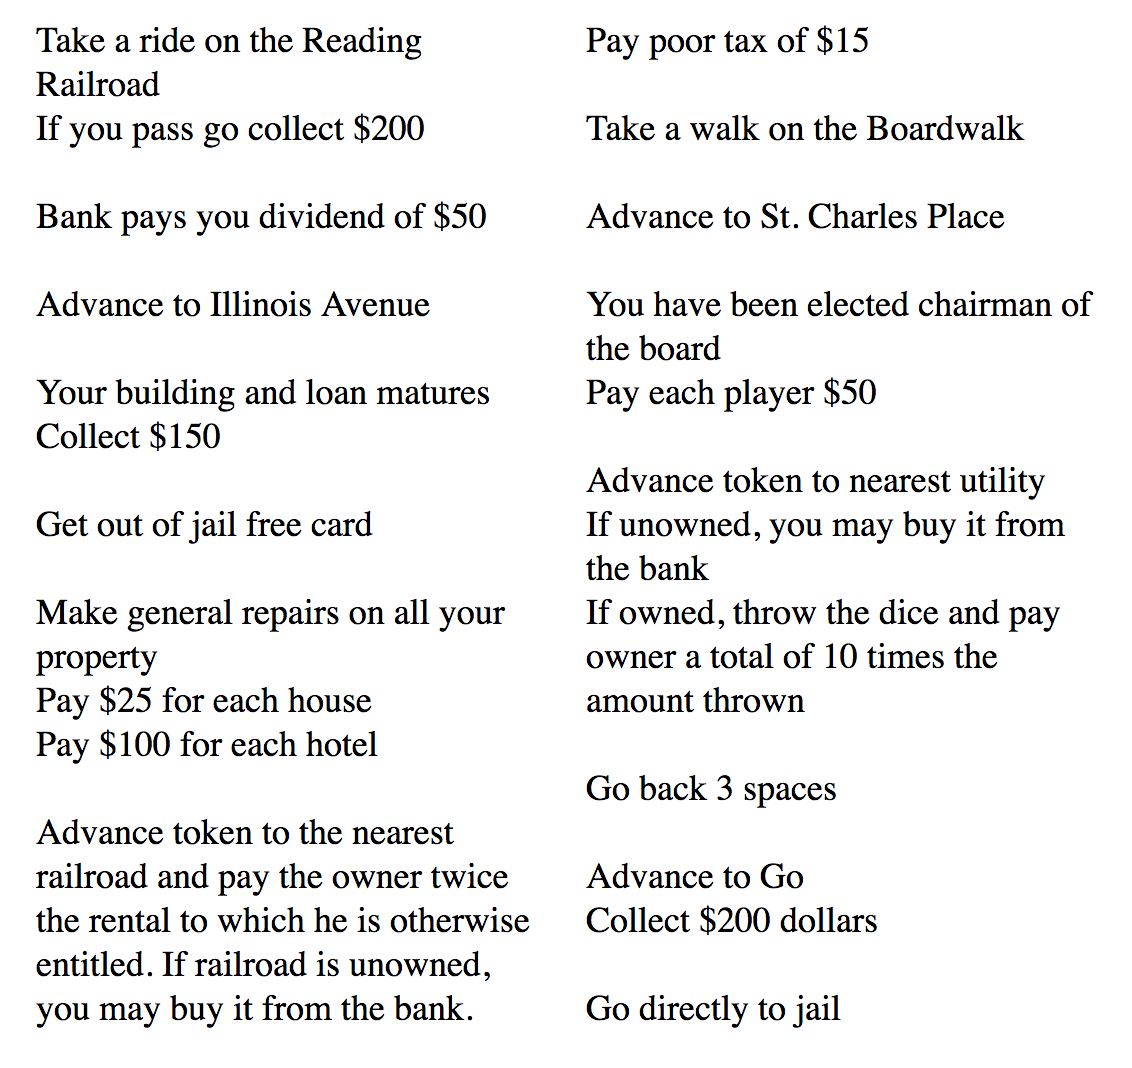 Take a ride on the Reading
Railroad
If you pass go collect $200
Bank pays you dividend of $50
Advance to Illinois Avenue
Your building and loan matures
Collect $150
Get out of jail free card
Make general repairs on all your
property
Pay $25 for each house
Pay $100 for each hotel
Advance token to the nearest
railroad and pay the owner twice
the rental to which he is otherwise
entitled. If railroad is unowned,
you may buy it from the bank.
Pay poor tax of $15
Take a walk on the Boardwalk
Advance to St. Charles Place
You have been elected chairman of
the board
Pay each player $50
Advance token to nearest utility
If unowned, you may buy it from
the bank
If owned, throw the dice and pay
owner a total of 10 times the
amount thrown
Go back 3 spaces
Advance to Go
Collect $200 dollars
Go directly to jail